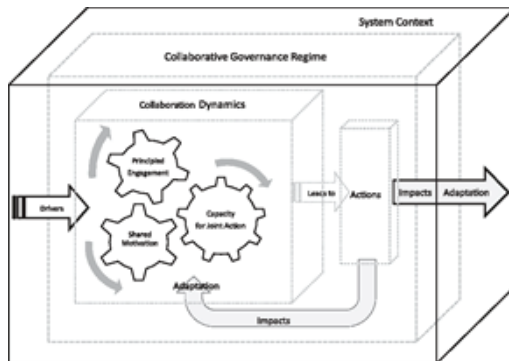 System Context
Collaborative Governance Regime
Collaboration Dynamics
Principled
Engagement
Shared
Motivation
Capacity
for Joint Action
Drivers
Leads to
Actions
Impacts
Adaptation
Adaptation
Impacts